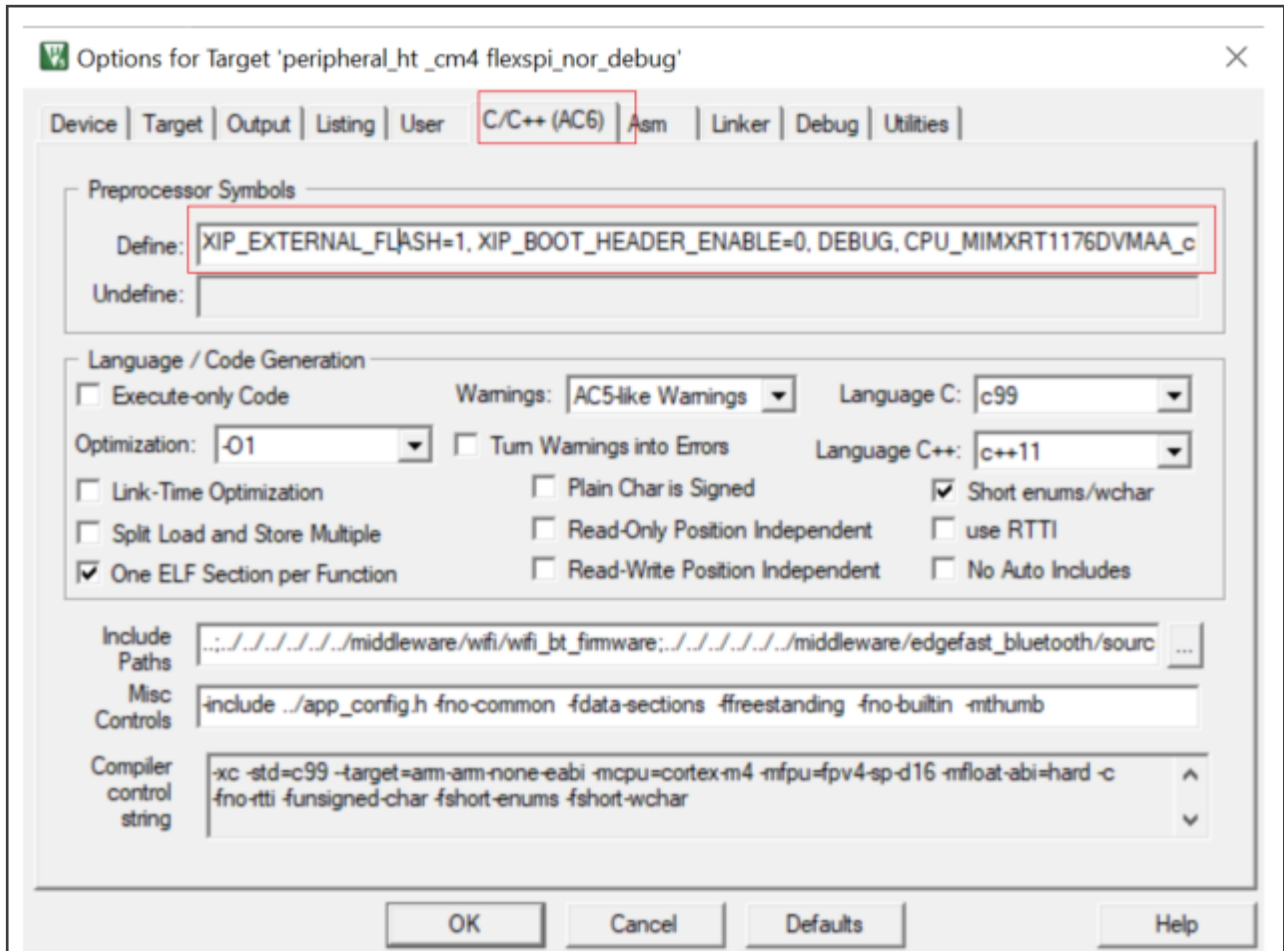 Options for Target 'peripheral_ht _cm4 flexspi_nor_debug'
Device Target Output Listing User C/C++ (AC6) Asm Linker Debug Utilities
Preprocessor Symbols
Define: XIP_EXTERNAL_FLASH=1, XIP_BOOT_HEADER_ENABLE=0, DEBUG, CPU_MIMXRT1176DVMAA_c
Undefine:
Language / Code Generation
Execute-only Code Warnings: AC5-like Warnings Language C: c99
Optimization: -O1 Turn Warnings into Errors Language C++: c++11
Link-Time Optimization Plain Char is Signed Short enums/wchar
Split Load and Store Multiple Read-Only Position Independent use RTTI
One ELF Section per Function Read-Write Position Independent No Auto Includes
Include Paths ..;../../../../../../middleware/wifi/wifi_bt_firmware;../../../../../../middleware/edgefast_bluetooth/sourc ...
Misc Controls -include ../app_config.h -fno-common -fdata-sections -ffreestanding -fno-builtin -mthumb
Compiler control string -xc -std=c99 --target=arm-arm-none-eabi -mcpu=cortex-m4 -mfpu=fpv4-sp-d16 -mfloat-abi=hard -c
-fno-rtti -funsigned-char -fshort-enums -fshort-wchar
OK Cancel Defaults Help